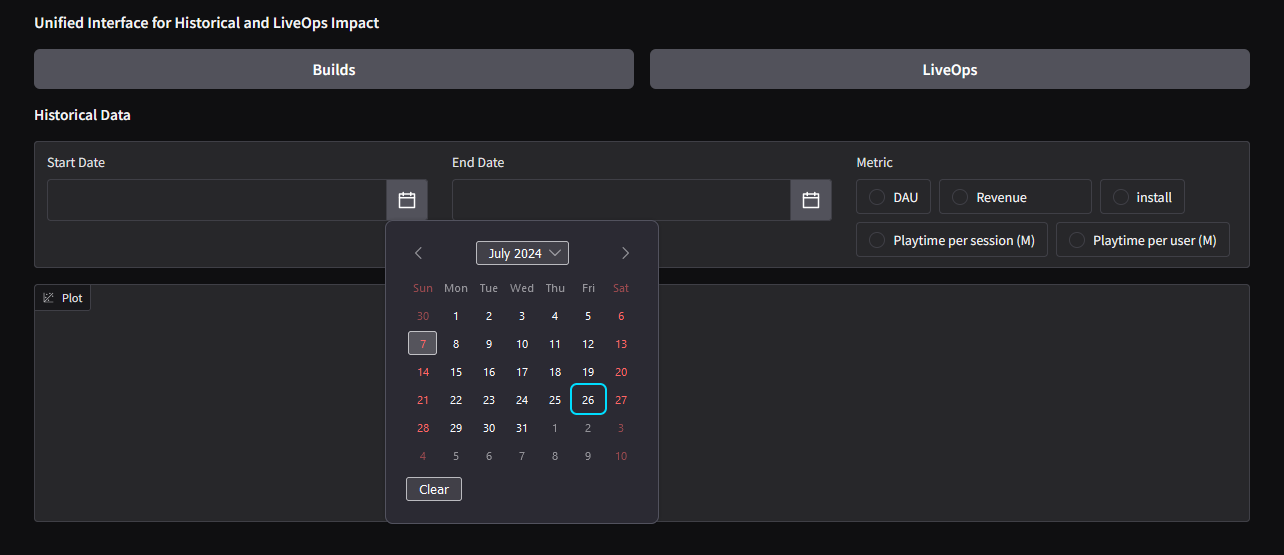 Unified Interface for Historical and LiveOps Impact
Builds LiveOps
Historical Data
Start Date End Date Metric
DAU Revenue install
Playtime per session (M) Playtime per user (M)
July 2024
Plot
Sun Mon Tue Wed Thu Fri Sat
30 1 2 3 4 5 6
7 8 9 10 11 12 13
14 15 16 17 18 19 20
21 22 23 24 25 26 27
28 29 30 31 1 2 3
4 5 6 7 8 9 10
Clear